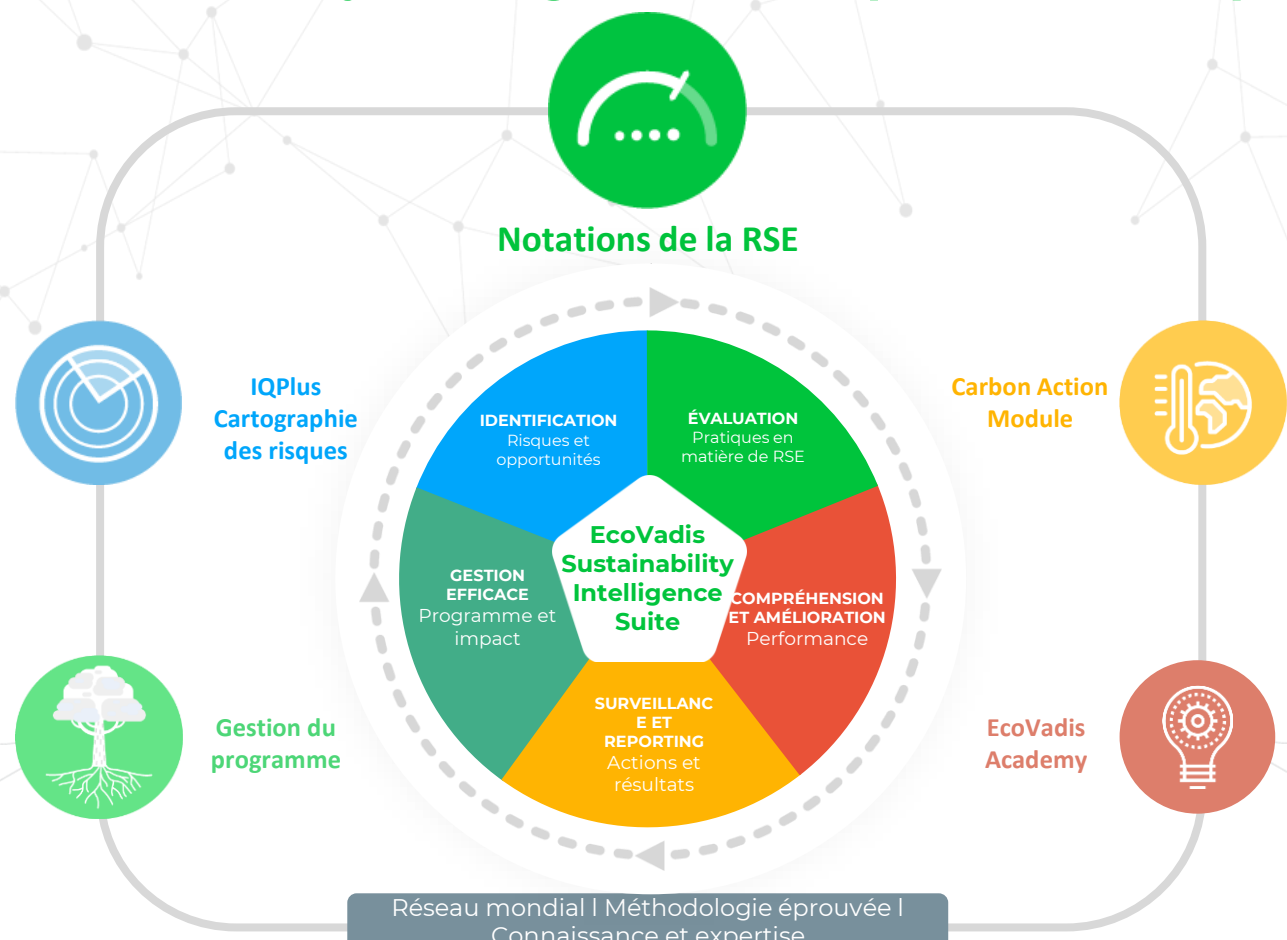 Notations de la RSE
IQPlus
Cartographie
des risques
Carbon Action
Module
IDENTIFICATION
Risques et
opportunités
ÉVALUATION
Pratiques en
matière de RSE
EcoVadis
Sustainability
Intelligence
Suite
GESTION
EFFICACE
Programme et
impact
COMPRÉHENSION
ET AMÉLIORATION
Performance
SURVEILLANC
E ET
REPORTING
Actions et
résultats
Gestion du
programme
EcoVadis
Academy
Réseau mondial l Méthodologie éprouvée l
Connaissance et expertise